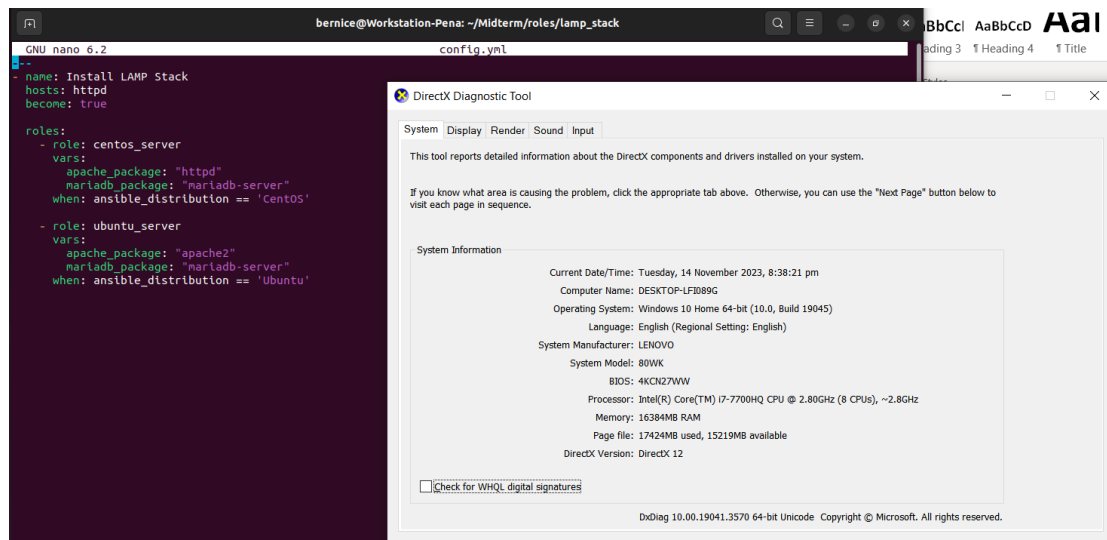 bernice@Workstation-Pena: ~/Midterm/roles/lamp_stack
GNU nano 6.2 config.yml
---
- name: Install LAMP Stack
hosts: httpd
become: true
roles:
- role: centos_server
vars:
apache_package: "httpd"
mariadb_package: "mariadb-server"
when: ansible_distribution == 'CentOS'
- role: ubuntu_server
vars:
apache_package: "apache2"
mariadb_package: "mariadb-server"
when: ansible_distribution == 'Ubuntu'
AaBbCcD
ading 3 ¶ Heading 4 ¶ Title
DirectX Diagnostic Tool
System Display Render Sound Input
This tool reports detailed information about the DirectX components and drivers installed on your system.
If you know what area is causing the problem, click the appropriate tab above. Otherwise, you can use the "Next Page" button below to
visit each page in sequence.
System Information
Current Date/Time: Tuesday, 14 November 2023, 8:38:21 pm
Computer Name: DESKTOP-LFI089G
Operating System: Windows 10 Home 64-bit (10.0, Build 19045)
Language: English (Regional Setting: English)
System Manufacturer: LENOVO
System Model: 80WK
BIOS: 4KCN27WW
Processor: Intel(R) Core(TM) i7-7700HQ CPU @ 2.80GHz (8 CPUs), ~2.8GHz
Memory: 16384MB RAM
Page file: 17424MB used, 15219MB available
DirectX Version: DirectX 12
Check for WHQL digital signatures
DxDiag 10.00.19041.3570 64-bit Unicode Copyright © Microsoft. All rights reserved.